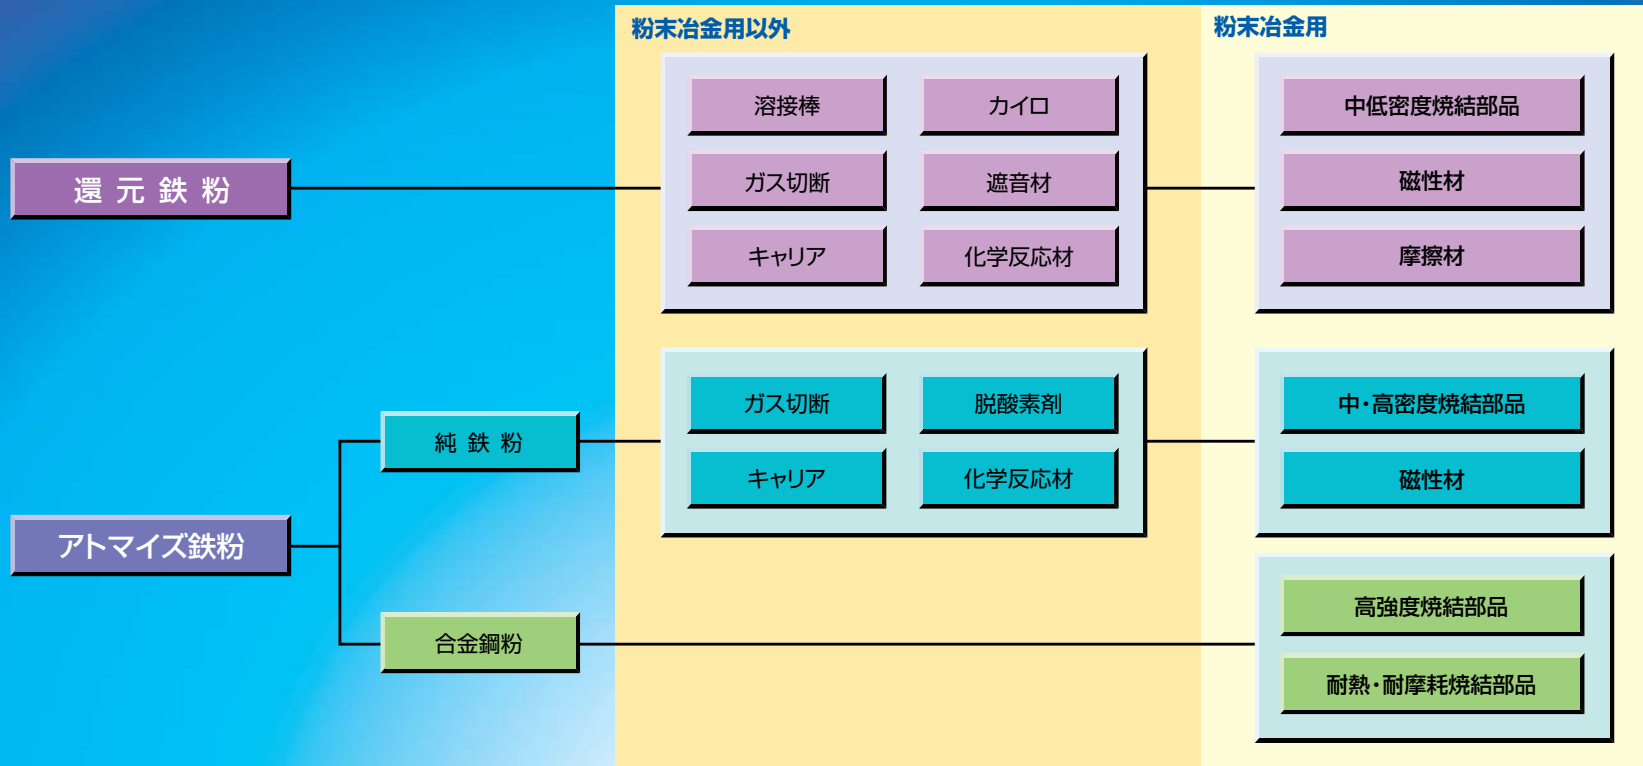 粉末冶金用以外
粉末冶金用
還元鉄粉
溶接棒
カイロ
ガス切断
遮音材
キャリア
化学反応材
中低密度焼結部品
磁性材
摩擦材
アトマイズ鉄粉
純鉄粉
ガス切断
脱酸素剤
キャリア
化学反応材
中・高密度焼結部品
磁性材
合金鋼粉
高強度焼結部品
耐熱・耐摩耗焼結部品